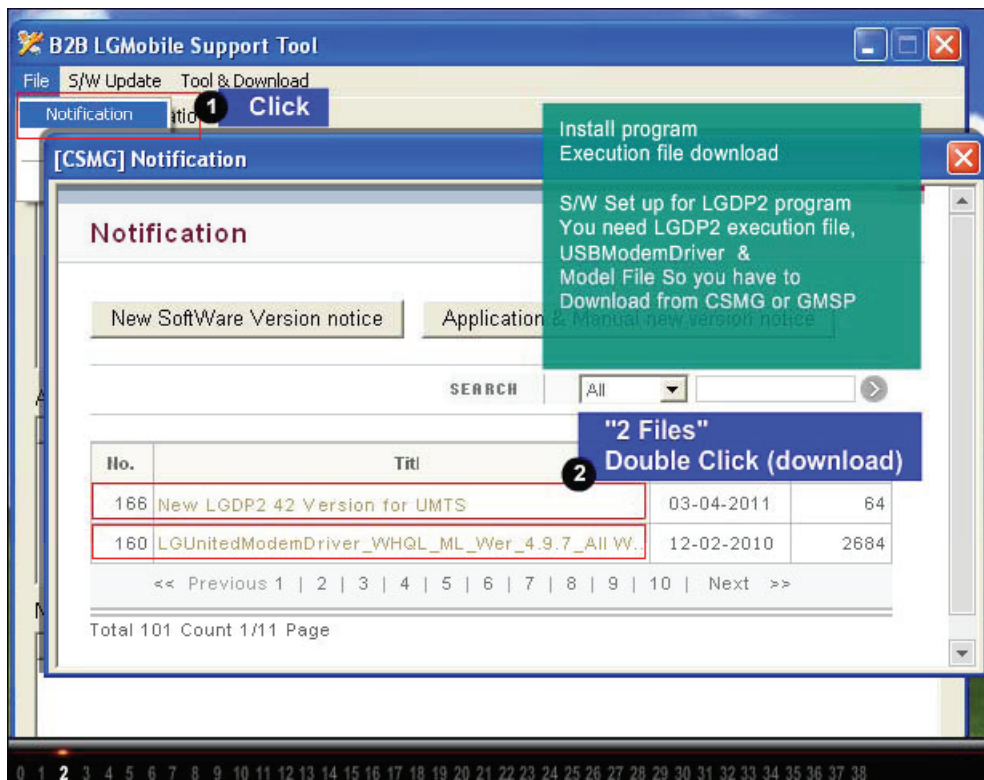 B2B LGMobile Support Tool
File S/W Update Tool & Download
Notification
1 Click
[CSMG] Notification
Install program
Execution file download
S/W Set up for LGDP2 program
You need LGDP2 execution file,
USBModemDriver &
Model File So you have to
Download from CSMG or GMSP
Notification
New SoftWare Version notice
Application & Manual new version notice
SEARCH All
"2 Files"
2 Double Click (download)
No. Titl
166 New LGDP2 42 Version for UMTS 03-04-2011 64
160 LGUnitedModemDriver_WHQL_ML_Wer_4.9.7_All W.. 12-02-2010 2684
<< Previous 1 | 2 | 3 | 4 | 5 | 6 | 7 | 8 | 9 | 10 | Next >>
Total 101 Count 1/11 Page
0 1 2 3 4 5 6 7 8 9 10 11 12 13 14 15 16 17 18 19 20 21 22 23 24 25 26 27 28 29 30 31 32 33 34 35 36 37 38